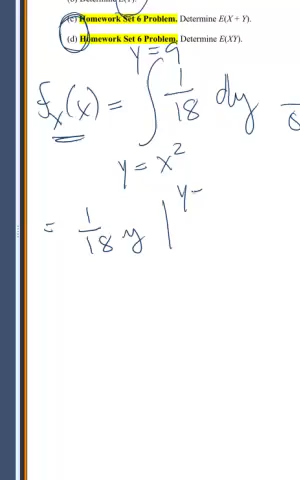 (b) Determine E(Y).
(c) Homework Set 6 Problem. Determine E(X + Y).
(d) Homework Set 6 Problem. Determine E(XY).
y = 9
f_X(x) = ∫ 1/18 dy
y = x²
= 1/18 y | y =